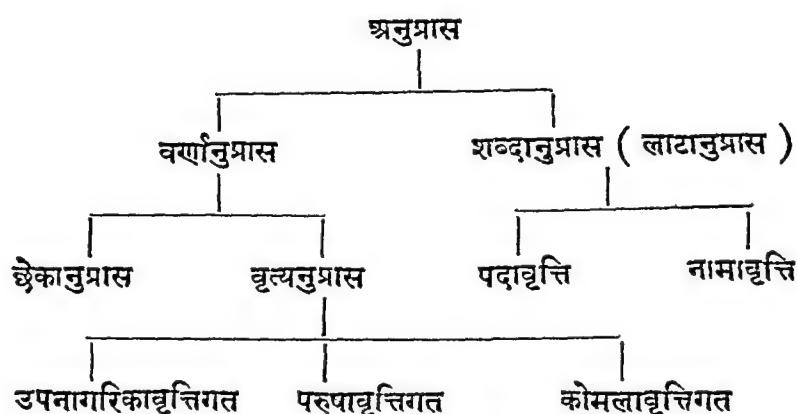 अनुप्रास
वर्णानुप्रास शब्दानुप्रास ( लाटानुप्रास )
छेकानुप्रास वृत्यनुप्रास पदावृत्ति नामावृत्ति
उपनागरिकावृत्तिगत परुषावृत्तिगत कोमलावृत्तिगत